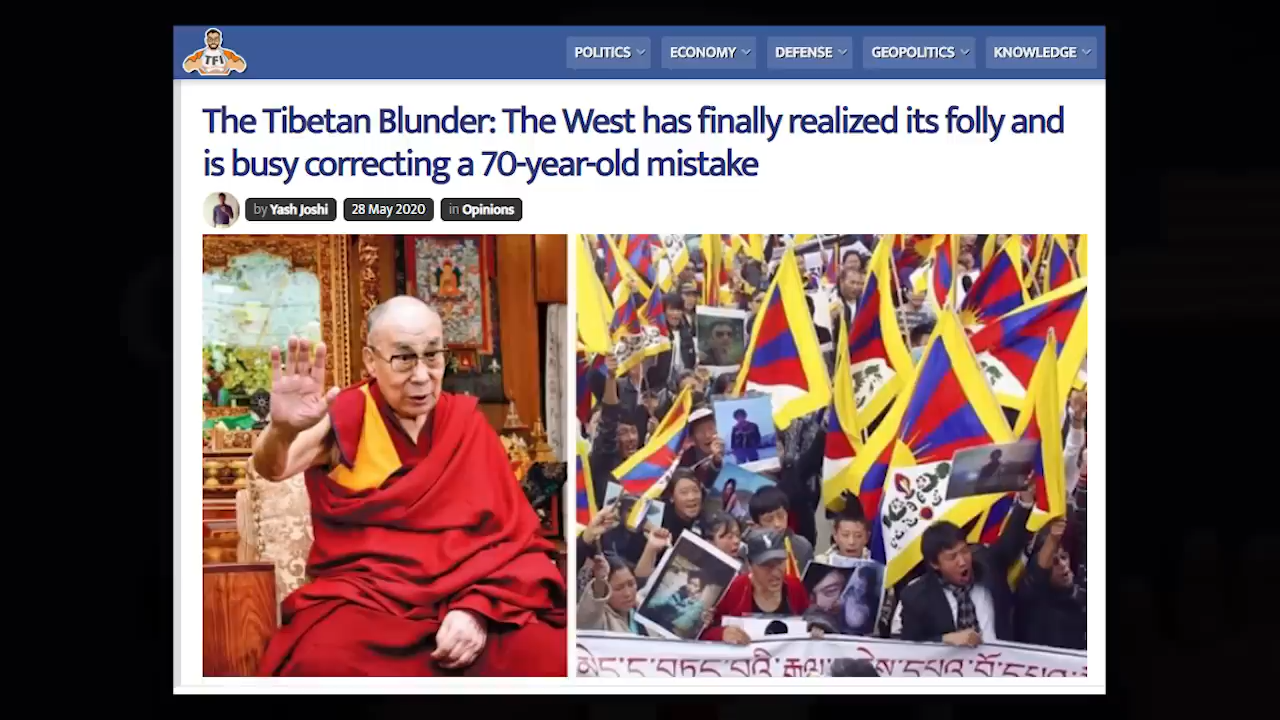 TFI
POLITICS
ECONOMY
DEFENSE
GEOPOLITICS
KNOWLEDGE
The Tibetan Blunder: The West has finally realized its folly and
is busy correcting a 70-year-old mistake
by Yash Joshi
28 May 2020
in Opinions